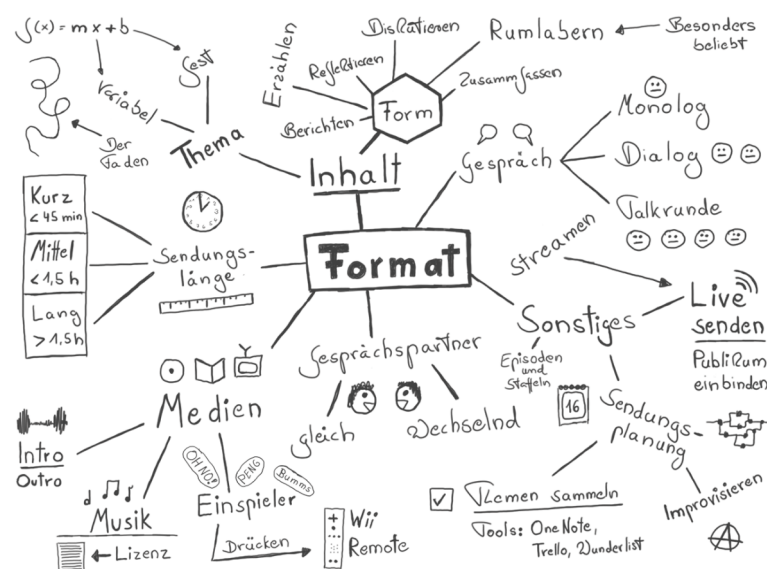 f(x) = mx+b
fest
variabel
Der
Faden
Thema
Erzählen
Diskutieren
Reflektieren
Berichten
Form
Rumlabern
Besonders
beliebt
Zusammfassen
Inhalt
Gespräch
Monolog
Dialog
Talkrunde
Kurz
< 45 min
Mittel
< 1,5 h
Lang
> 1,5 h
Sendungs-
länge
Format
Streamen
Sonstiges
Live
senden
Publikum
einbinden
Episoden
und
Staffeln
Gesprächspartner
gleich
Wechselnd
Medien
Intro
Outro
Musik
Lizenz
OH NO!
PENG
Bumms
Einspieler
Drücken
Wii
Remote
16
Sendungs-
planung
Themen sammeln
Tools: OneNote,
Trello, Wunderlist
Improvisieren